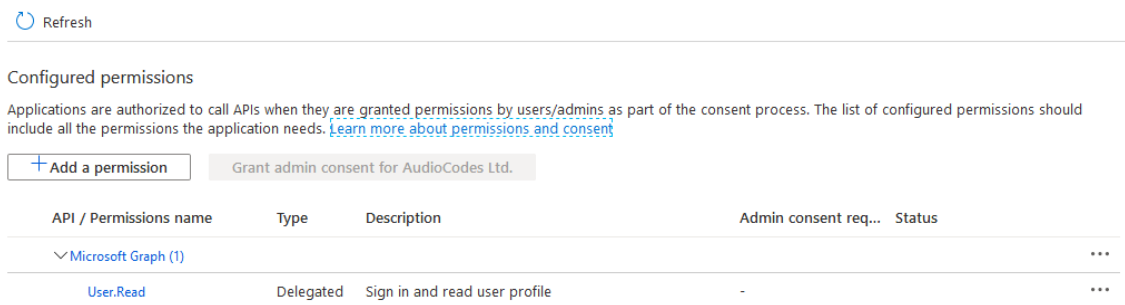 Refresh
Configured permissions
Applications are authorized to call APIs when they are granted permissions by users/admins as part of the consent process. The list of configured permissions should
include all the permissions the application needs. Learn more about permissions and consent
Add a permission Grant admin consent for AudioCodes Ltd.
API / Permissions name Type Description Admin consent req... Status
Microsoft Graph (1) ...
User.Read Delegated Sign in and read user profile - ...